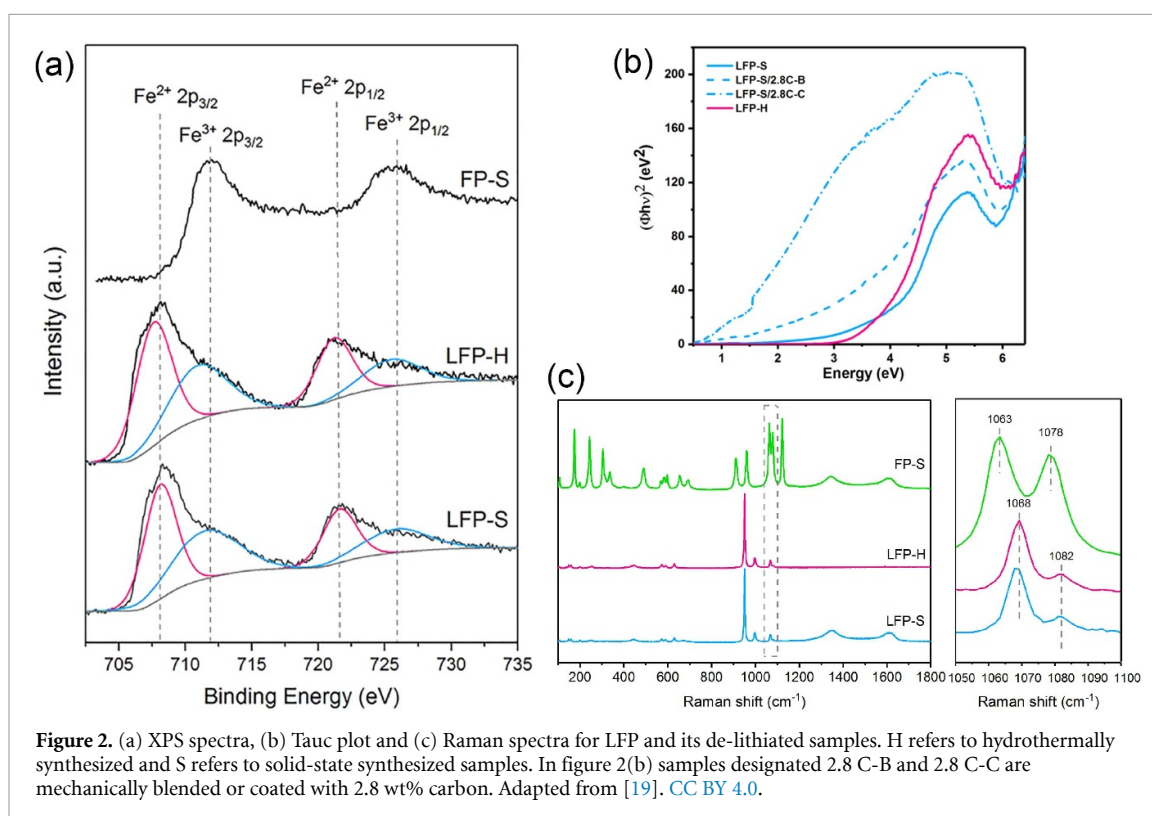 (a)
Fe²⁺ 2p₃/₂
Fe³⁺ 2p₃/₂
Fe²⁺ 2p₁/₂
Fe³⁺ 2p₁/₂
FP-S
LFP-H
LFP-S
Intensity (a.u.)
705 710 715 720 725 730 735
Binding Energy (eV)
(b)
LFP-S
LFP-S/2.8C-B
LFP-S/2.8C-C
LFP-H
(Φhν)² (eV²)
200
160
120
80
40
0
1 2 3 4 5 6
Energy (eV)
(c)
FP-S
LFP-H
LFP-S
200 400 600 800 1000 1200 1400 1600 1800
Raman shift (cm⁻¹)
1063
1078
1068
1082
1050 1060 1070 1080 1090 1100
Raman shift (cm⁻¹)
Figure 2. (a) XPS spectra, (b) Tauc plot and (c) Raman spectra for LFP and its de-lithiated samples. H refers to hydrothermally
synthesized and S refers to solid-state synthesized samples. In figure 2(b) samples designated 2.8 C-B and 2.8 C-C are
mechanically blended or coated with 2.8 wt% carbon. Adapted from [19]. CC BY 4.0.